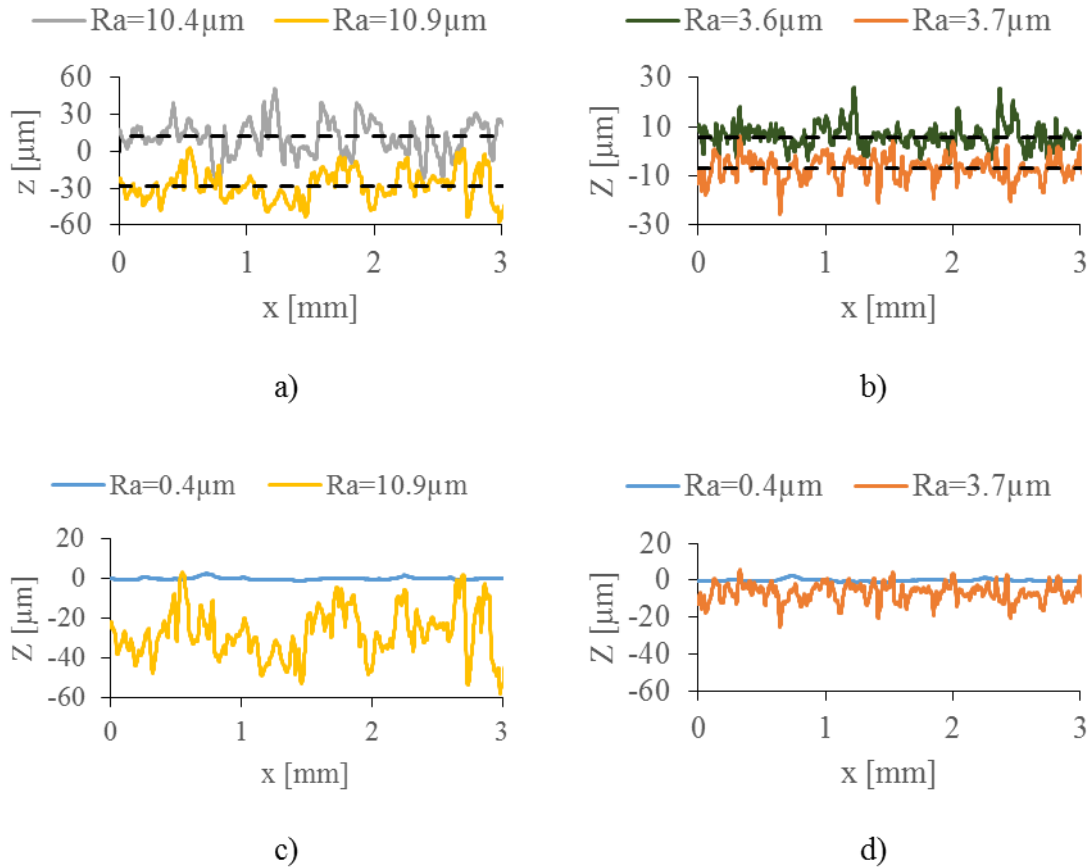 Ra=10.4µm Ra=10.9µm
60
30
0
-30
-60
Z [µm]
0 1 2 3
x [mm]
a)
Ra=3.6µm Ra=3.7µm
30
10
-10
-30
Z [µm]
0 1 2 3
x [mm]
b)
Ra=0.4µm Ra=10.9µm
20
0
-20
-40
-60
Z [µm]
0 1 2 3
x [mm]
c)
Ra=0.4µm Ra=3.7µm
20
0
-20
-40
-60
Z [µm]
0 1 2 3
x [mm]
d)